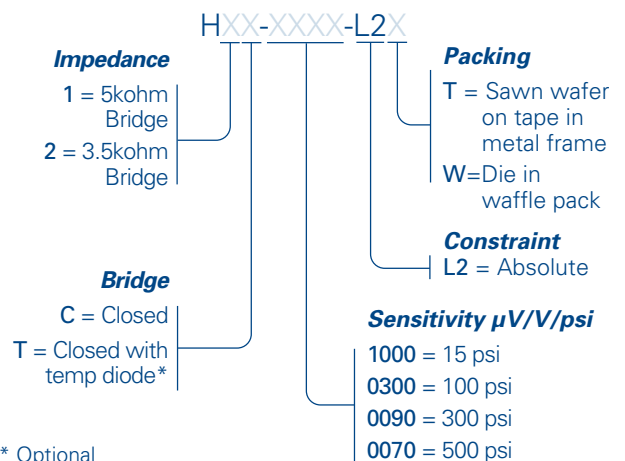 HXX-XXXX-L2X
Impedance
1 = 5kohm
Bridge
2 = 3.5kohm
Bridge
Bridge
C = Closed
T = Closed with
temp diode*
* Optional
Packing
T = Sawn wafer
on tape in
metal frame
W=Die in
waffle pack
Constraint
L2 = Absolute
Sensitivity µV/V/psi
1000 = 15 psi
0300 = 100 psi
0090 = 300 psi
0070 = 500 psi